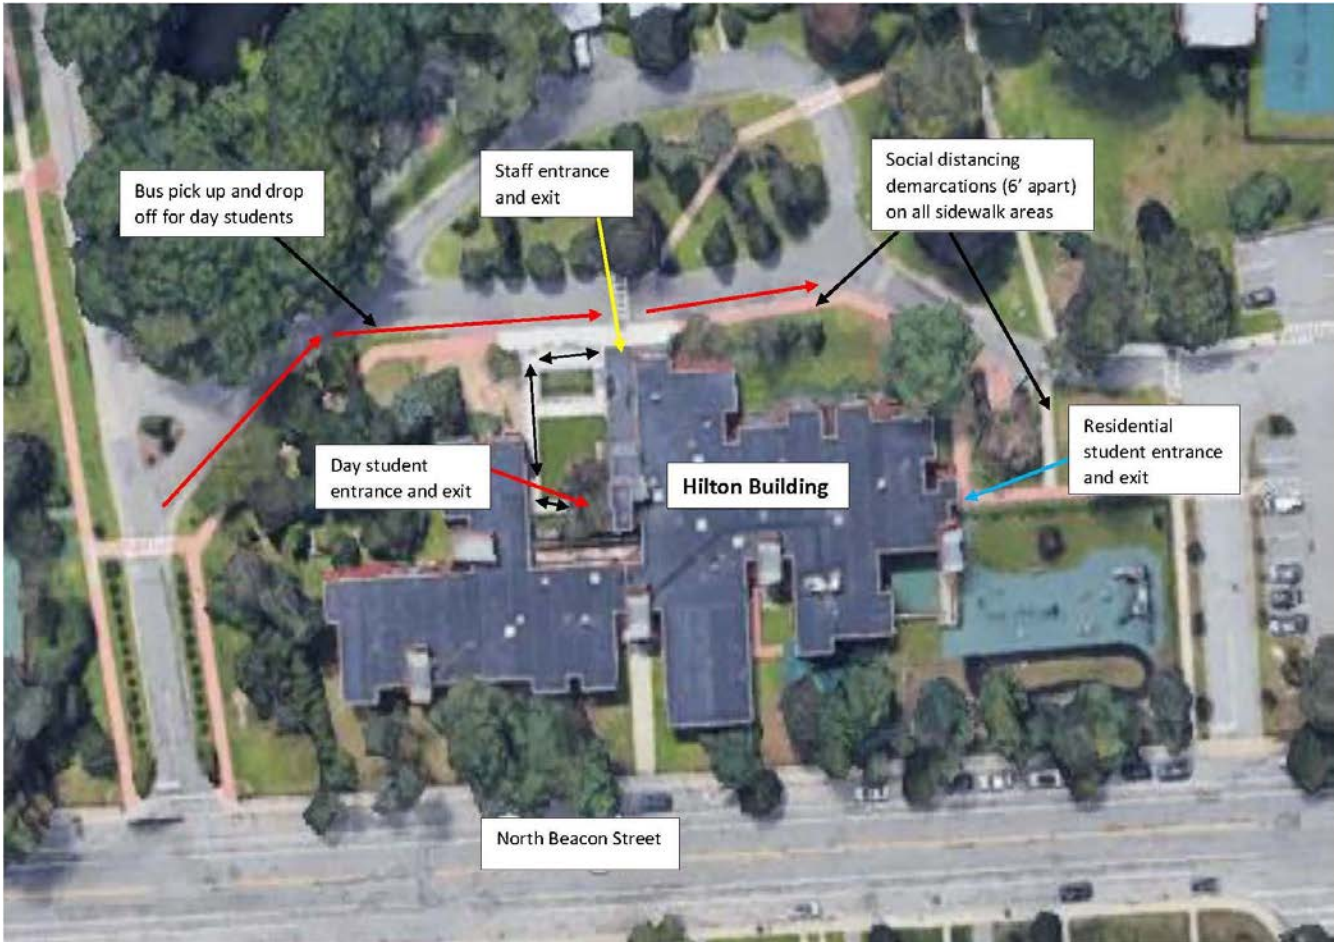 Bus pick up and drop
off for day students
Staff entrance
and exit
Social distancing
demarcations (6’ apart)
on all sidewalk areas
Day student
entrance and exit
Hilton Building
Residential
student entrance
and exit
North Beacon Street